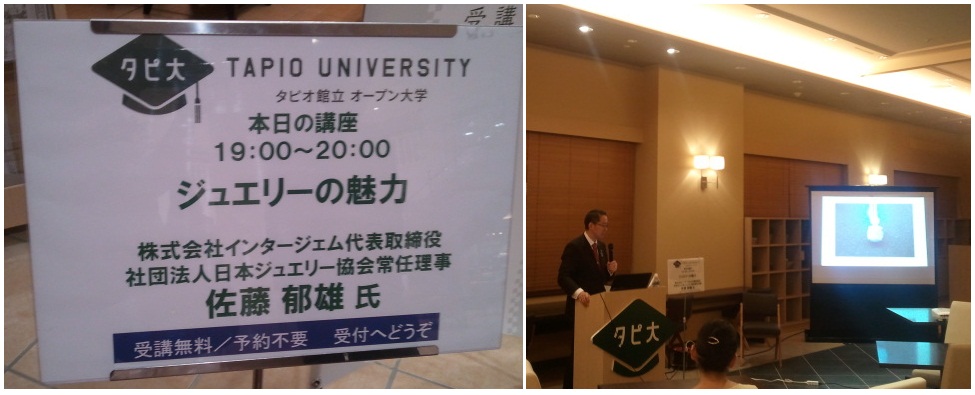 受講
タピ大
TAPIO UNIVERSITY
タピオ館立 オープン大学
本日の講座
19:00〜20:00
ジュエリーの魅力
株式会社インタージェム代表取締役
社団法人日本ジュエリー協会常任理事
佐藤 郁雄 氏
受講無料／予約不要 受付へどうぞ
タピ大